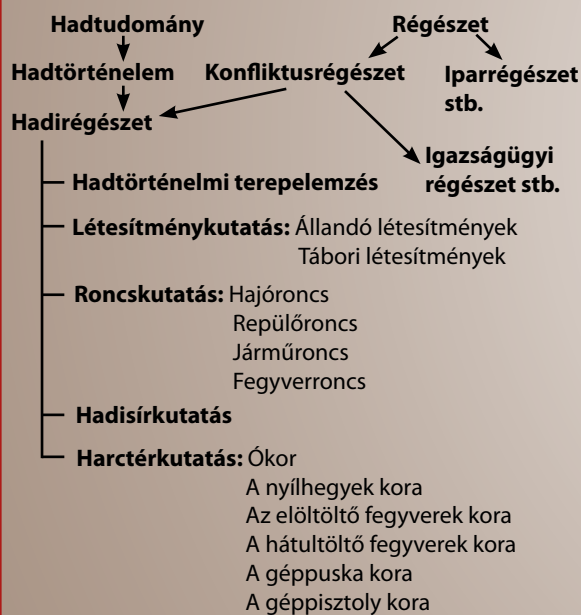 Hadtudomány Régészet
Hadtörténelem Konfliktusrégészet Iparrégészet
stb.
Hadirégészet
Igazságügyi
régészet stb.
Hadtörténelmi terepelemzés
Létesítménykutatás: Állandó létesítmények
Tábori létesítmények
Roncskutatás: Hajóroncs
Repülőroncs
Járműroncs
Fegyverroncs
Hadisírkutatás
Harctérkutatás: Ókor
A nyílhegyek kora
Az elöltöltő fegyverek kora
A hátultöltő fegyverek kora
A géppuska kora
A géppisztoly kora